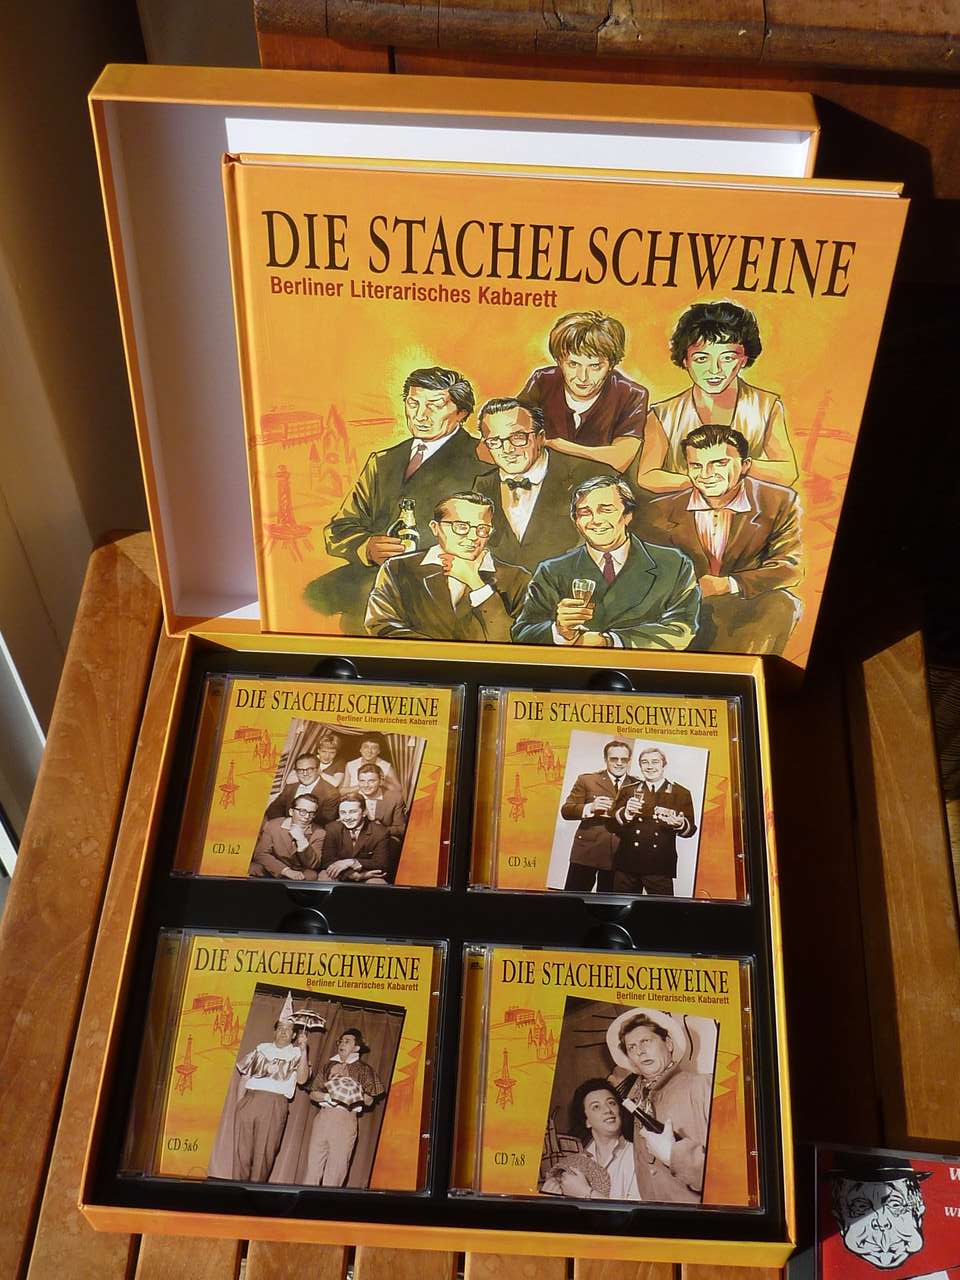 DIE STACHELSCHWEINE
Berliner Literarisches Kabarett
DIE STACHELSCHWEINE
Berliner Literarisches Kabarett
CD 1&2
DIE STACHELSCHWEINE
Berliner Literarisches Kabarett
CD 3&4
DIE STACHELSCHWEINE
Berliner Literarisches Kabarett
CD 5&6
DIE STACHELSCHWEINE
Berliner Literarisches Kabarett
CD 7&8